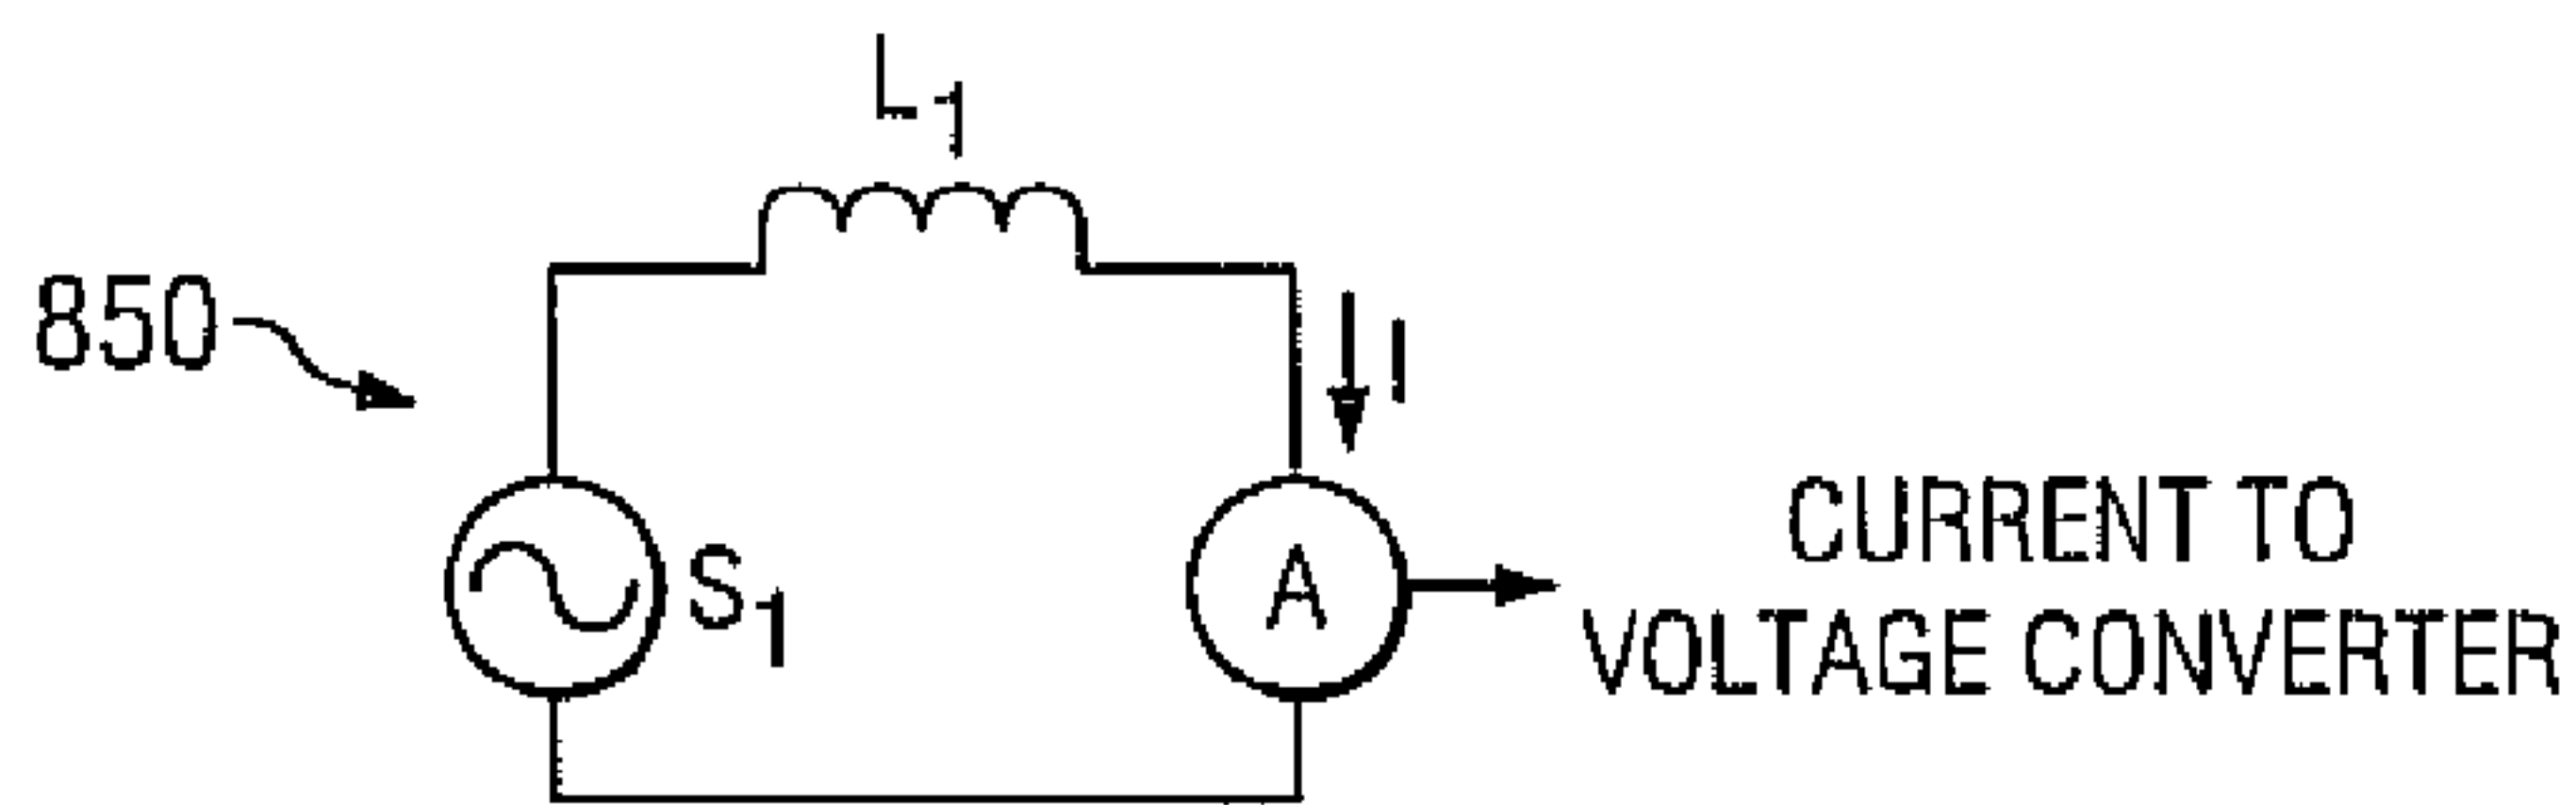 L1
850
I
S1
A
CURRENT TO
VOLTAGE CONVERTER